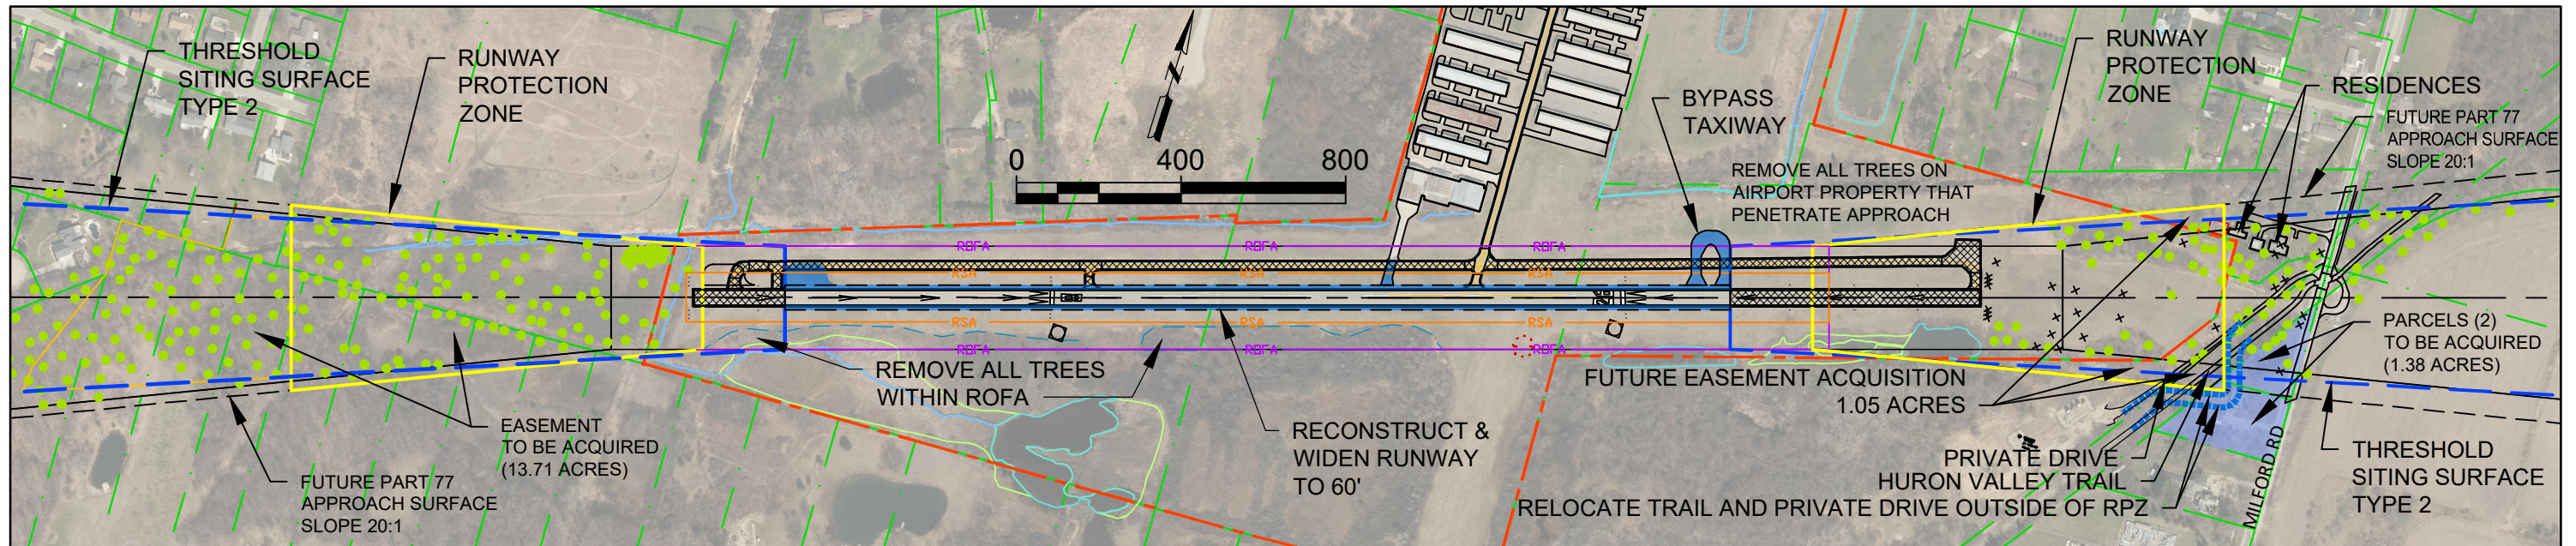 THRESHOLD
SITING SURFACE
TYPE 2
RUNWAY
PROTECTION
ZONE
N
0 400 800
BYPASS
TAXIWAY
REMOVE ALL TREES ON
AIRPORT PROPERTY THAT
PENETRATE APPROACH
RUNWAY
PROTECTION
ZONE
RESIDENCES
FUTURE PART 77
APPROACH SURFACE
SLOPE 20:1
ROFA ROFA ROFA
RSA RSA RSA
RSA RSA RSA
ROFA ROFA ROFA
REMOVE ALL TREES
WITHIN ROFA
EASEMENT
TO BE ACQUIRED
(13.71 ACRES)
FUTURE PART 77
APPROACH SURFACE
SLOPE 20:1
RECONSTRUCT &
WIDEN RUNWAY
TO 60'
FUTURE EASEMENT ACQUISITION
1.05 ACRES
PARCELS (2)
TO BE ACQUIRED
(1.38 ACRES)
PRIVATE DRIVE
HURON VALLEY TRAIL
RELOCATE TRAIL AND PRIVATE DRIVE OUTSIDE OF RPZ
MILFORD RD
THRESHOLD
SITING SURFACE
TYPE 2